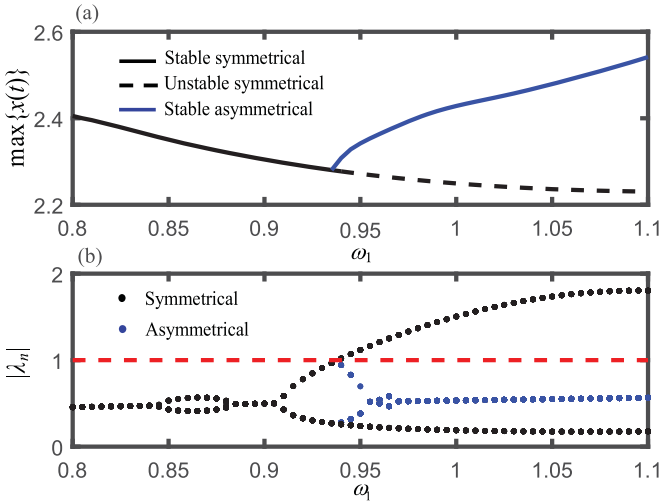 (a)
2.6
2.4
2.2
max{x(t)}
Stable symmetrical
Unstable symmetrical
Stable asymmetrical
0.8 0.85 0.9 0.95 1 1.05 1.1
ω1
(b)
2
1
0
|λn|
Symmetrical
Asymmetrical
0.8 0.85 0.9 0.95 1 1.05 1.1
ω1